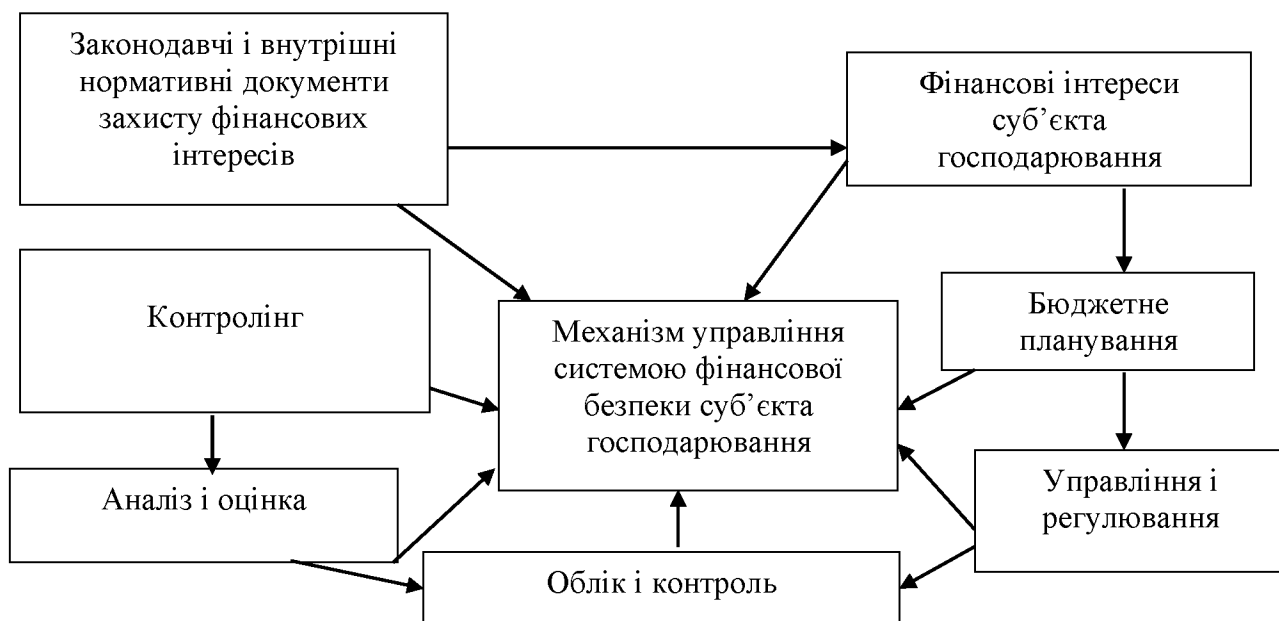 Законодавчі і внутрішні
нормативні документи
захисту фінансових
інтересів
Фінансові інтереси
суб’єкта
господарювання
Контролінг
Механізм управління
системою фінансової
безпеки суб’єкта
господарювання
Бюджетне
планування
Аналіз і оцінка
Управління і
регулювання
Облік і контроль